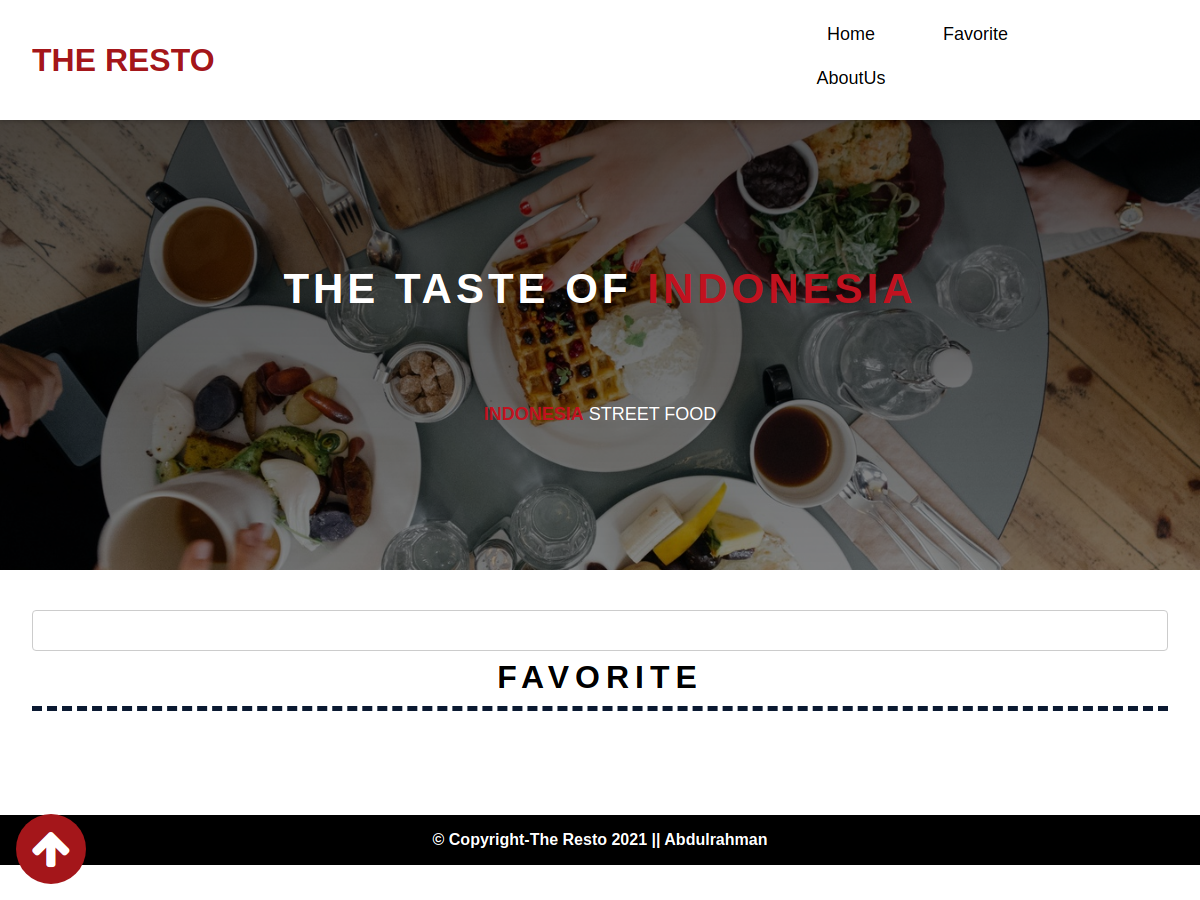 THE RESTO
Home Favorite
AboutUs
THE TASTE OF INDONESIA
INDONESIA STREET FOOD
FAVORITE
© Copyright-The Resto 2021 || Abdulrahman